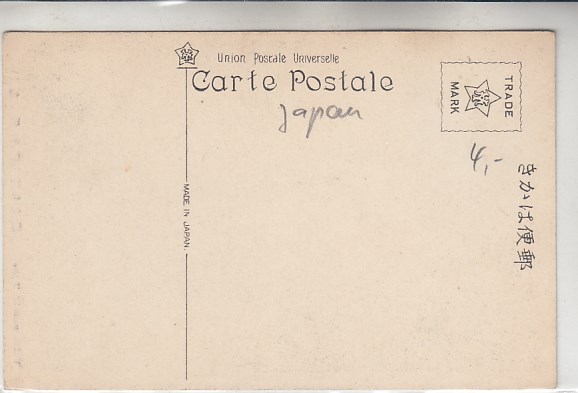 Union Postale Universelle
Carte Postale
Japan
TRADE
MARK
4,-
MADE IN JAPAN.
きかは便郵